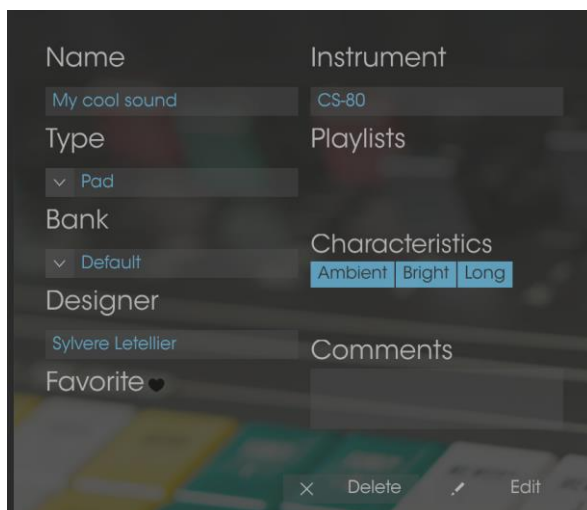 Name
My cool sound
Type
Pad
Bank
Default
Designer
Sylvere Letellier
Favorite
Instrument
CS-80
Playlists
Characteristics
Ambient Bright Long
Comments
Delete Edit